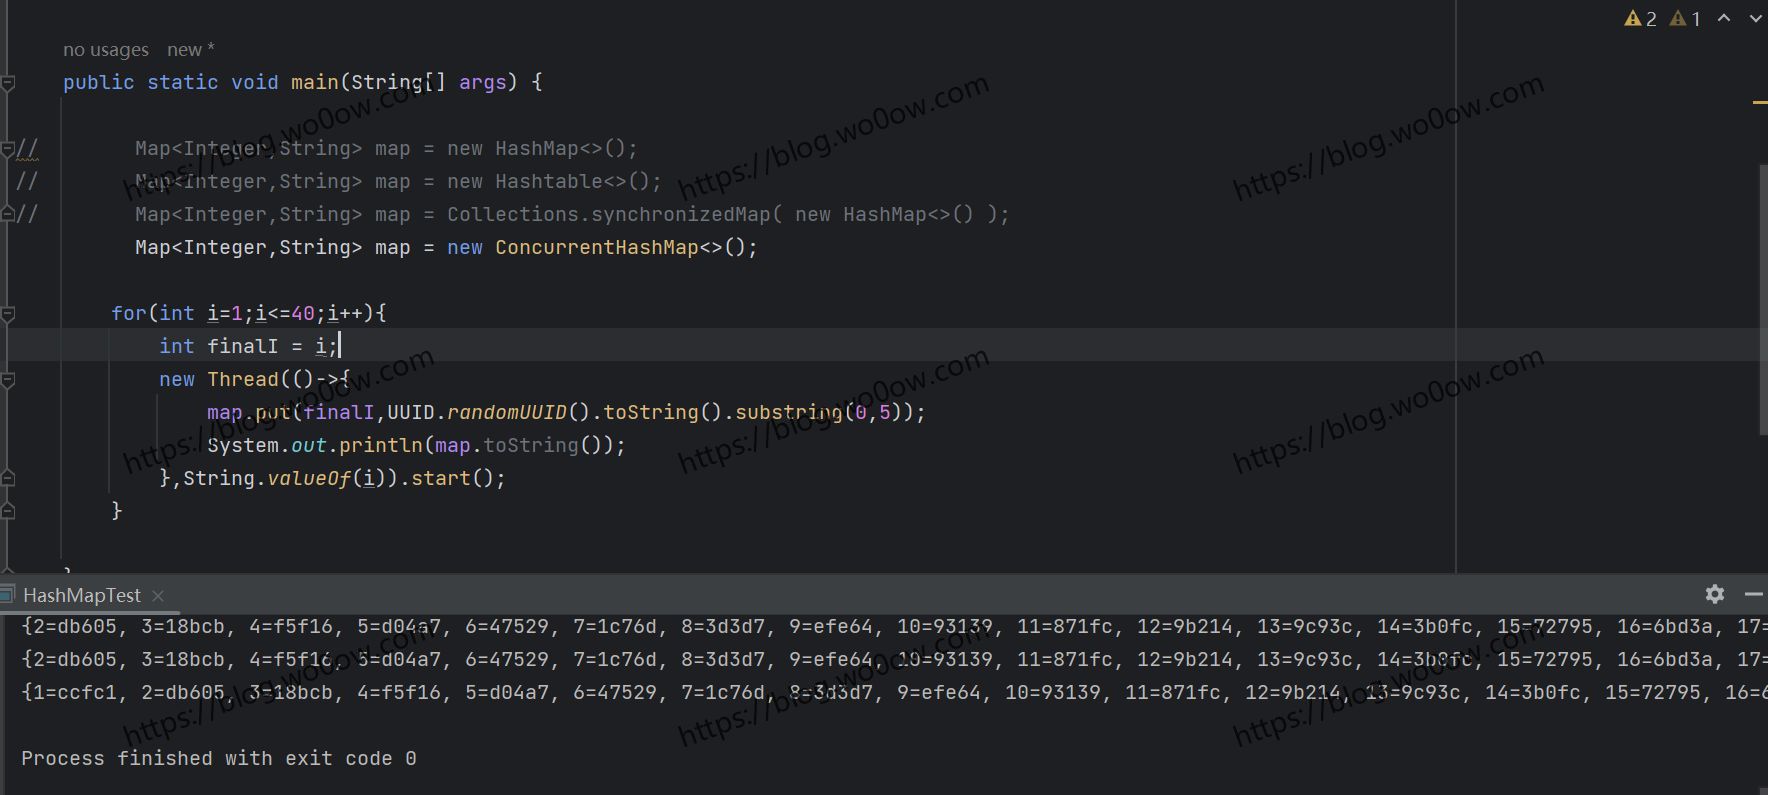 2 1
no usages new *
public static void main(String[] args) {
// Map<Integer,String> map = new HashMap<>();
// Map<Integer,String> map = new Hashtable<>();
// Map<Integer,String> map = Collections.synchronizedMap( new HashMap<>() );
Map<Integer,String> map = new ConcurrentHashMap<>();
for(int i=1;i<=40;i++){
int finalI = i;
new Thread(()->{
map.put(finalI,UUID.randomUUID().toString().substring(0,5));
System.out.println(map.toString());
},String.valueOf(i)).start();
}
}
HashMapTest
{2=db605, 3=18bcb, 4=f5f16, 5=d04a7, 6=47529, 7=1c76d, 8=3d3d7, 9=efe64, 10=93139, 11=871fc, 12=9b214, 13=9c93c, 14=3b0fc, 15=72795, 16=6bd3a, 17=
{2=db605, 3=18bcb, 4=f5f16, 5=d04a7, 6=47529, 7=1c76d, 8=3d3d7, 9=efe64, 10=93139, 11=871fc, 12=9b214, 13=9c93c, 14=3b0fc, 15=72795, 16=6bd3a, 17=
{1=ccfc1, 2=db605, 3=18bcb, 4=f5f16, 5=d04a7, 6=47529, 7=1c76d, 8=3d3d7, 9=efe64, 10=93139, 11=871fc, 12=9b214, 13=9c93c, 14=3b0fc, 15=72795, 16=6
Process finished with exit code 0
https://blog.wo0ow.com
https://blog.wo0ow.com
https://blog.wo0ow.com
https://blog.wo0ow.com
https://blog.wo0ow.com
https://blog.wo0ow.com
https://blog.wo0ow.com
https://blog.wo0ow.com
https://blog.wo0ow.com